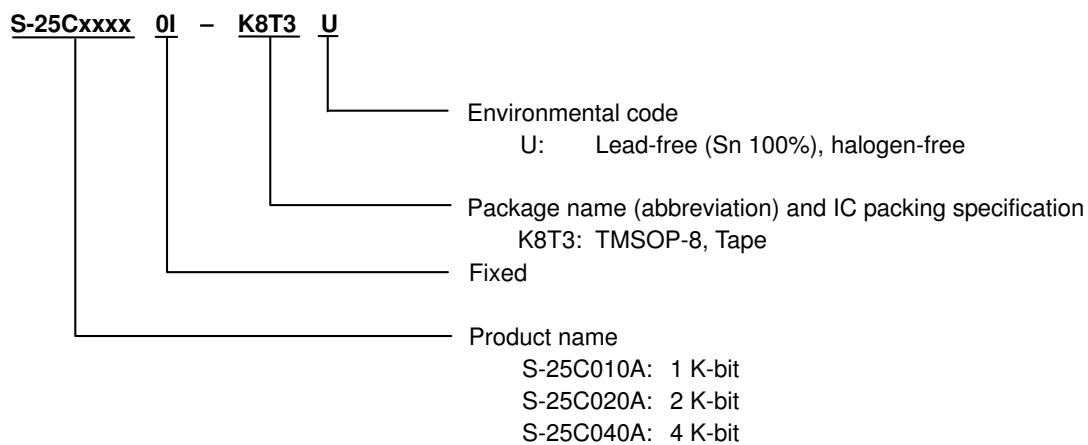 S-25Cxxxx 0I – K8T3 U
Environmental code
U: Lead-free (Sn 100%), halogen-free
Package name (abbreviation) and IC packing specification
K8T3: TMSOP-8, Tape
Fixed
Product name
S-25C010A: 1 K-bit
S-25C020A: 2 K-bit
S-25C040A: 4 K-bit